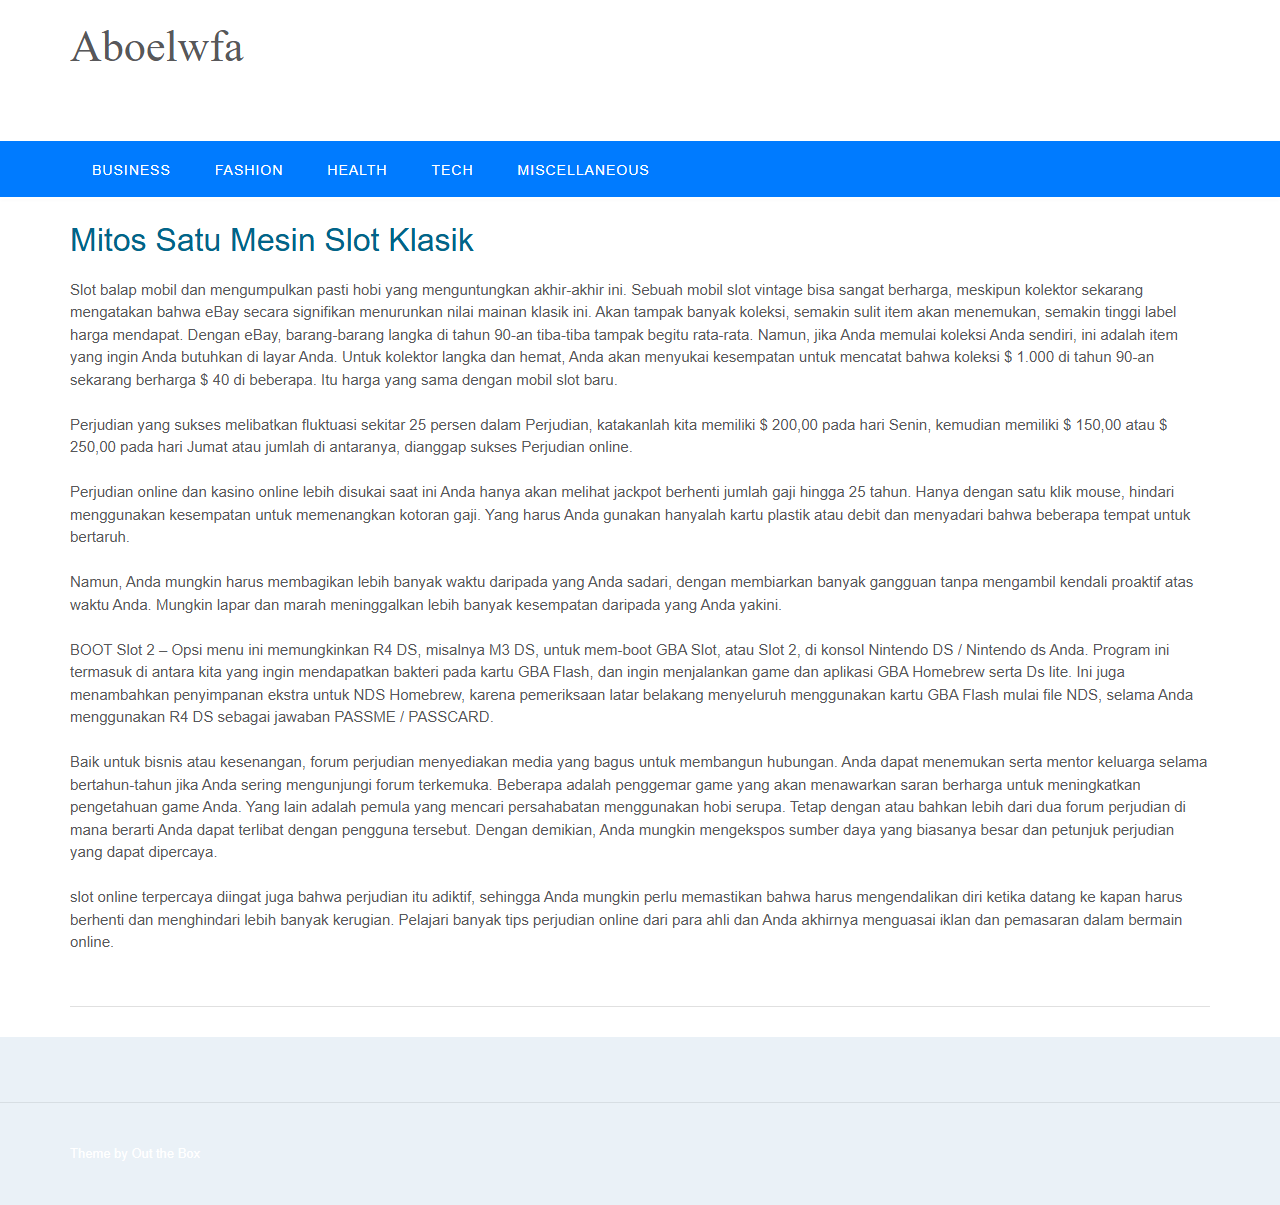 Aboelwfa
BUSINESS FASHION HEALTH TECH MISCELLANEOUS
Mitos Satu Mesin Slot Klasik
Slot balap mobil dan mengumpulkan pasti hobi yang menguntungkan akhir-akhir ini. Sebuah mobil slot vintage bisa sangat berharga, meskipun kolektor sekarang
mengatakan bahwa eBay secara signifikan menurunkan nilai mainan klasik ini. Akan tampak banyak koleksi, semakin sulit item akan menemukan, semakin tinggi label
harga mendapat. Dengan eBay, barang-barang langka di tahun 90-an tiba-tiba tampak begitu rata-rata. Namun, jika Anda memulai koleksi Anda sendiri, ini adalah item
yang ingin Anda butuhkan di layar Anda. Untuk kolektor langka dan hemat, Anda akan menyukai kesempatan untuk mencatat bahwa koleksi $ 1.000 di tahun 90-an
sekarang berharga $ 40 di beberapa. Itu harga yang sama dengan mobil slot baru.
Perjudian yang sukses melibatkan fluktuasi sekitar 25 persen dalam Perjudian, katakanlah kita memiliki $ 200,00 pada hari Senin, kemudian memiliki $ 150,00 atau $
250,00 pada hari Jumat atau jumlah di antaranya, dianggap sukses Perjudian online.
Perjudian online dan kasino online lebih disukai saat ini Anda hanya akan melihat jackpot berhenti jumlah gaji hingga 25 tahun. Hanya dengan satu klik mouse, hindari
menggunakan kesempatan untuk memenangkan kotoran gaji. Yang harus Anda gunakan hanyalah kartu plastik atau debit dan menyadari bahwa beberapa tempat untuk
bertaruh.
Namun, Anda mungkin harus membagikan lebih banyak waktu daripada yang Anda sadari, dengan membiarkan banyak gangguan tanpa mengambil kendali proaktif atas
waktu Anda. Mungkin lapar dan marah meninggalkan lebih banyak kesempatan daripada yang Anda yakini.
BOOT Slot 2 – Opsi menu ini memungkinkan R4 DS, misalnya M3 DS, untuk mem-boot GBA Slot, atau Slot 2, di konsol Nintendo DS / Nintendo ds Anda. Program ini
termasuk di antara kita yang ingin mendapatkan bakteri pada kartu GBA Flash, dan ingin menjalankan game dan aplikasi GBA Homebrew serta Ds lite. Ini juga
menambahkan penyimpanan ekstra untuk NDS Homebrew, karena pemeriksaan latar belakang menyeluruh menggunakan kartu GBA Flash mulai file NDS, selama Anda
menggunakan R4 DS sebagai jawaban PASSME / PASSCARD.
Baik untuk bisnis atau kesenangan, forum perjudian menyediakan media yang bagus untuk membangun hubungan. Anda dapat menemukan serta mentor keluarga selama
bertahun-tahun jika Anda sering mengunjungi forum terkemuka. Beberapa adalah penggemar game yang akan menawarkan saran berharga untuk meningkatkan
pengetahuan game Anda. Yang lain adalah pemula yang mencari persahabatan menggunakan hobi serupa. Tetap dengan atau bahkan lebih dari dua forum perjudian di
mana berarti Anda dapat terlibat dengan pengguna tersebut. Dengan demikian, Anda mungkin mengekspos sumber daya yang biasanya besar dan petunjuk perjudian
yang dapat dipercaya.
slot online terpercaya diingat juga bahwa perjudian itu adiktif, sehingga Anda mungkin perlu memastikan bahwa harus mengendalikan diri ketika datang ke kapan harus
berhenti dan menghindari lebih banyak kerugian. Pelajari banyak tips perjudian online dari para ahli dan Anda akhirnya menguasai iklan dan pemasaran dalam bermain
online.
Theme by Out the Box